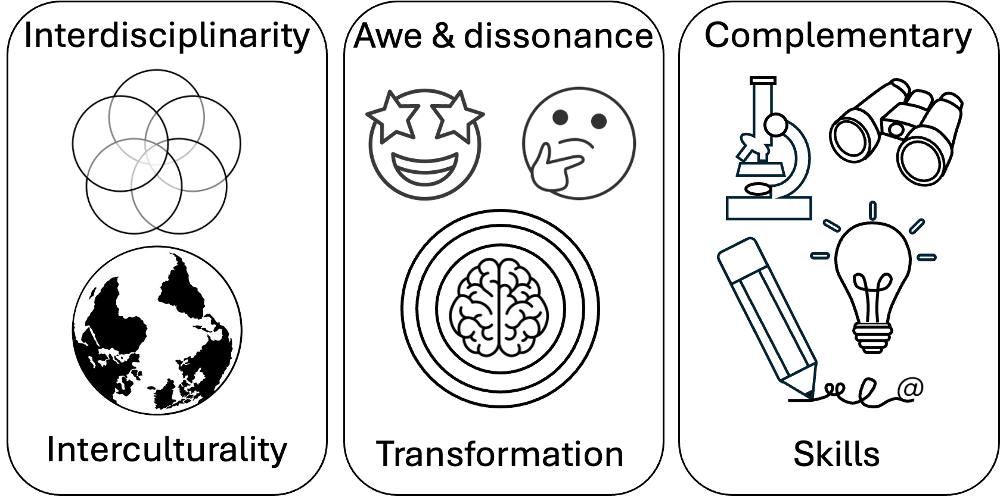 Interdisciplinarity
Interculturality
Awe & dissonance
Transformation
Complementary
@
Skills